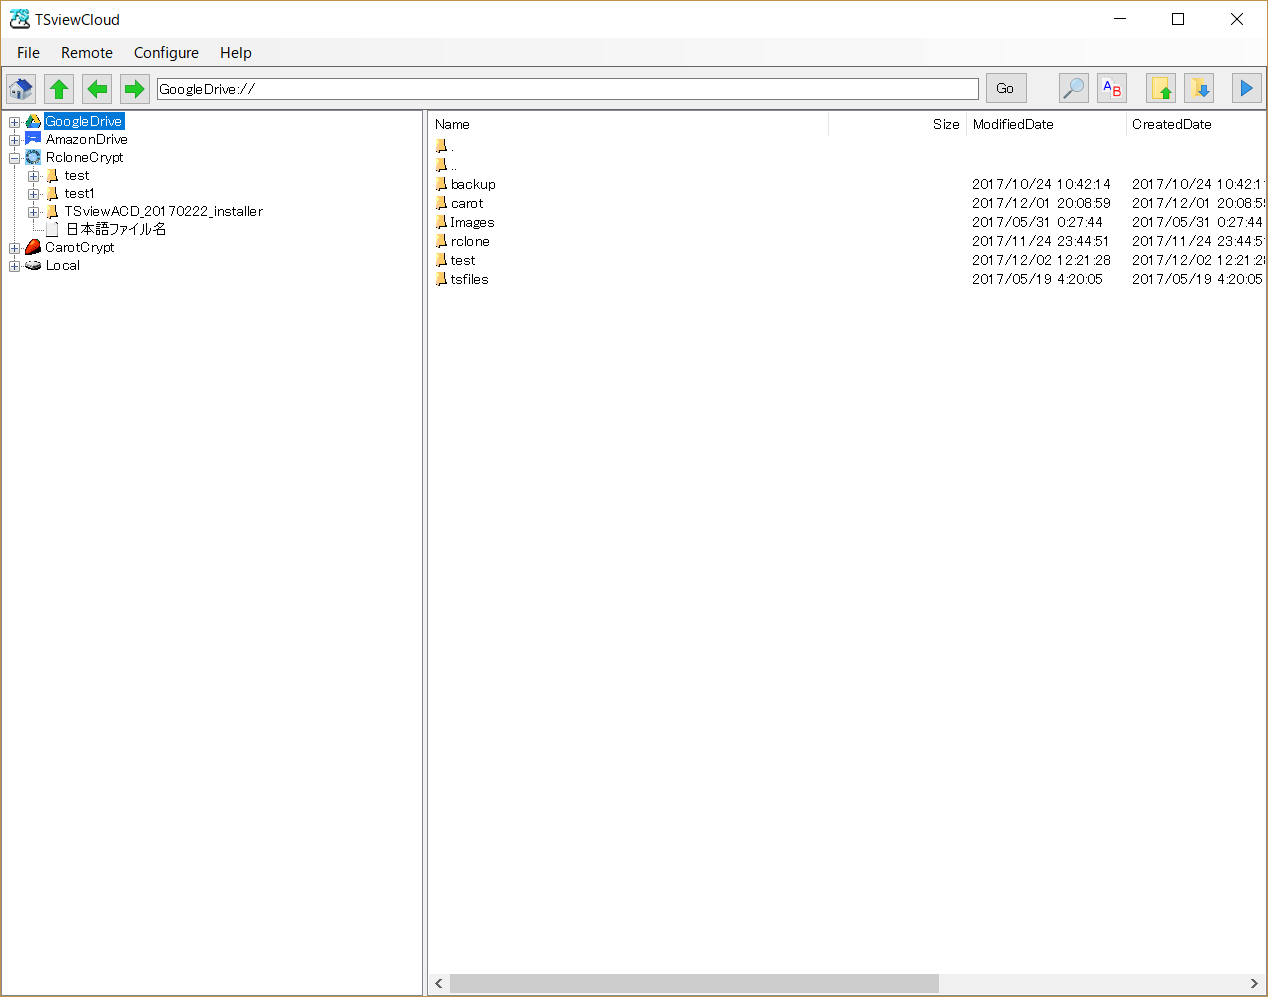 TSviewCloud
File Remote Configure Help
GoogleDrive:// Go AB
GoogleDrive
AmazonDrive
RcloneCrypt
test
test1
TSviewACD_20170222_installer
日本語ファイル名
CarotCrypt
Local
Name Size ModifiedDate CreatedDate
.
..
backup 2017/10/24 10:42:14 2017/10/24 10:42:1
carot 2017/12/01 20:08:59 2017/12/01 20:08:5
Images 2017/05/31 0:27:44 2017/05/31 0:27:44
rclone 2017/11/24 23:44:51 2017/11/24 23:44:5
test 2017/12/02 12:21:28 2017/12/02 12:21:2
tsfiles 2017/05/19 4:20:05 2017/05/19 4:20:05